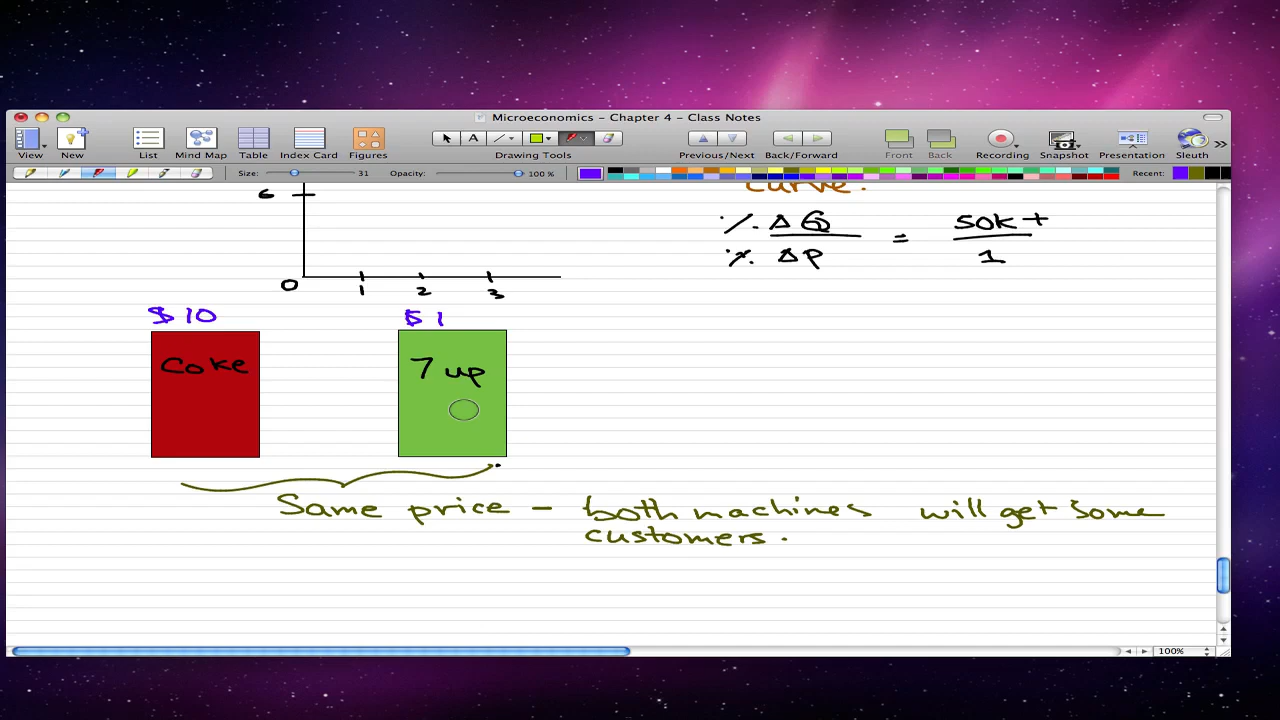 Microeconomics - Chapter 4 - Class Notes
View New List Mind Map Table Index Card Figures Drawing Tools Previous/Next Back/Forward Front Back Recording Snapshot Presentation Sleuth
Size: 31 Opacity: 100 % Recent:
6
curve.
% ΔQ = 50K +
% ΔP 1
0 1 2 3
$10 $1
Coke 7 up
Same price - both machines will get some
customers.
100%